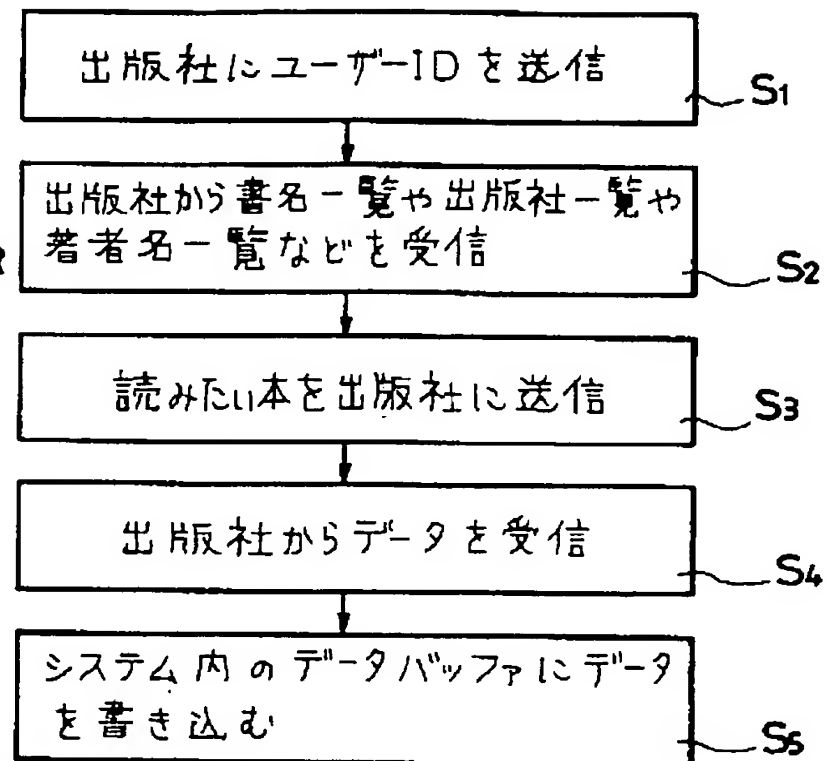 出版社にユーザーIDを送信
S1
出版社から書名一覧や出版社一覧や
著者名一覧などを受信
S2
読みたい本を出版社に送信
S3
出版社からデータを受信
S4
システム内のデータバッファにデータ
を書き込む
S5